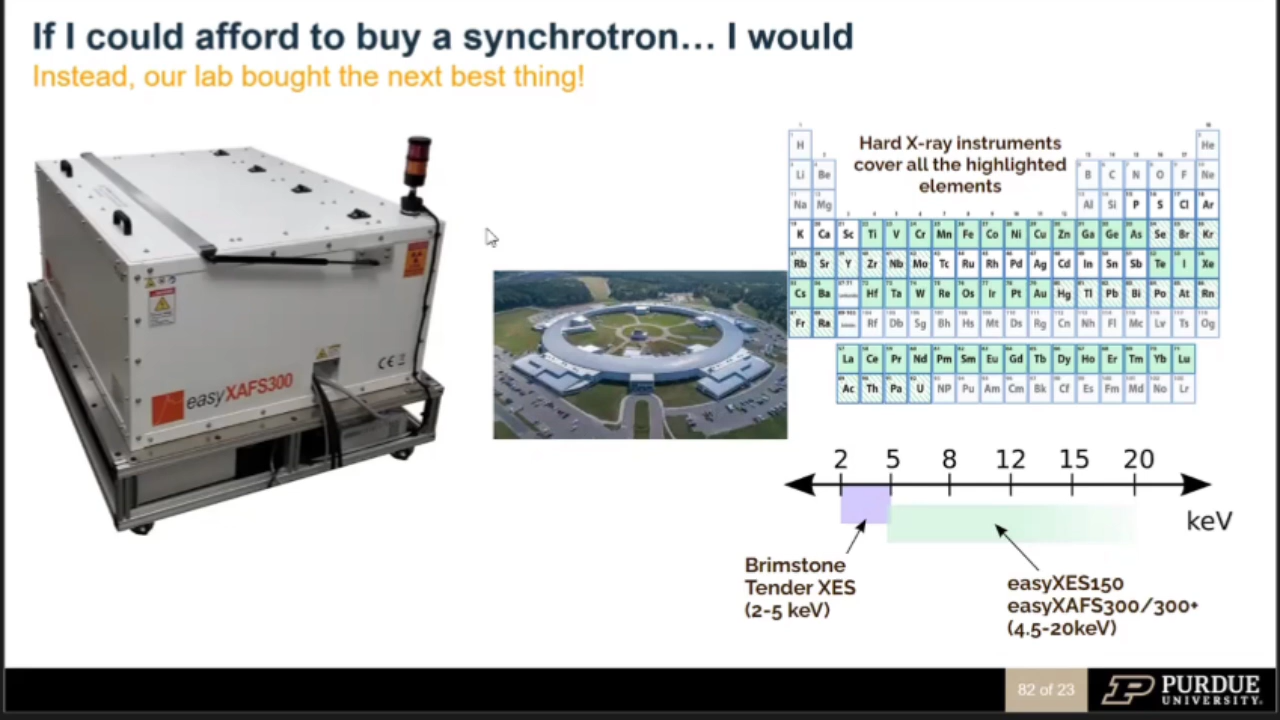 If I could afford to buy a synchrotron... I would
Instead, our lab bought the next best thing!
easyXAFS300
CE
Hard X-ray instruments
cover all the highlighted
elements
H He
Li Be B C N O F Ne
Na Mg Al Si P S Cl Ar
K Ca Sc Ti V Cr Mn Fe Co Ni Cu Zn Ga Ge As Se Br Kr
Rb Sr Y Zr Nb Mo Tc Ru Rh Pd Ag Cd In Sn Sb Te I Xe
Cs Ba Hf Ta W Re Os Ir Pt Au Hg Tl Pb Bi Po At Rn
Fr Ra Rf Db Sg Bh Hs Mt Ds Rg Cn Nh Fl Mc Lv Ts Og
La Ce Pr Nd Pm Sm Eu Gd Tb Dy Ho Er Tm Yb Lu
Ac Th Pa U NP Pu Am Cm Bk Cf Es Fm Md No Lr
2 5 8 12 15 20
keV
Brimstone
Tender XES
(2-5 keV)
easyXES150
easyXAFS300/300+
(4.5-20keV)
82 of 23
PURDUE
UNIVERSITY